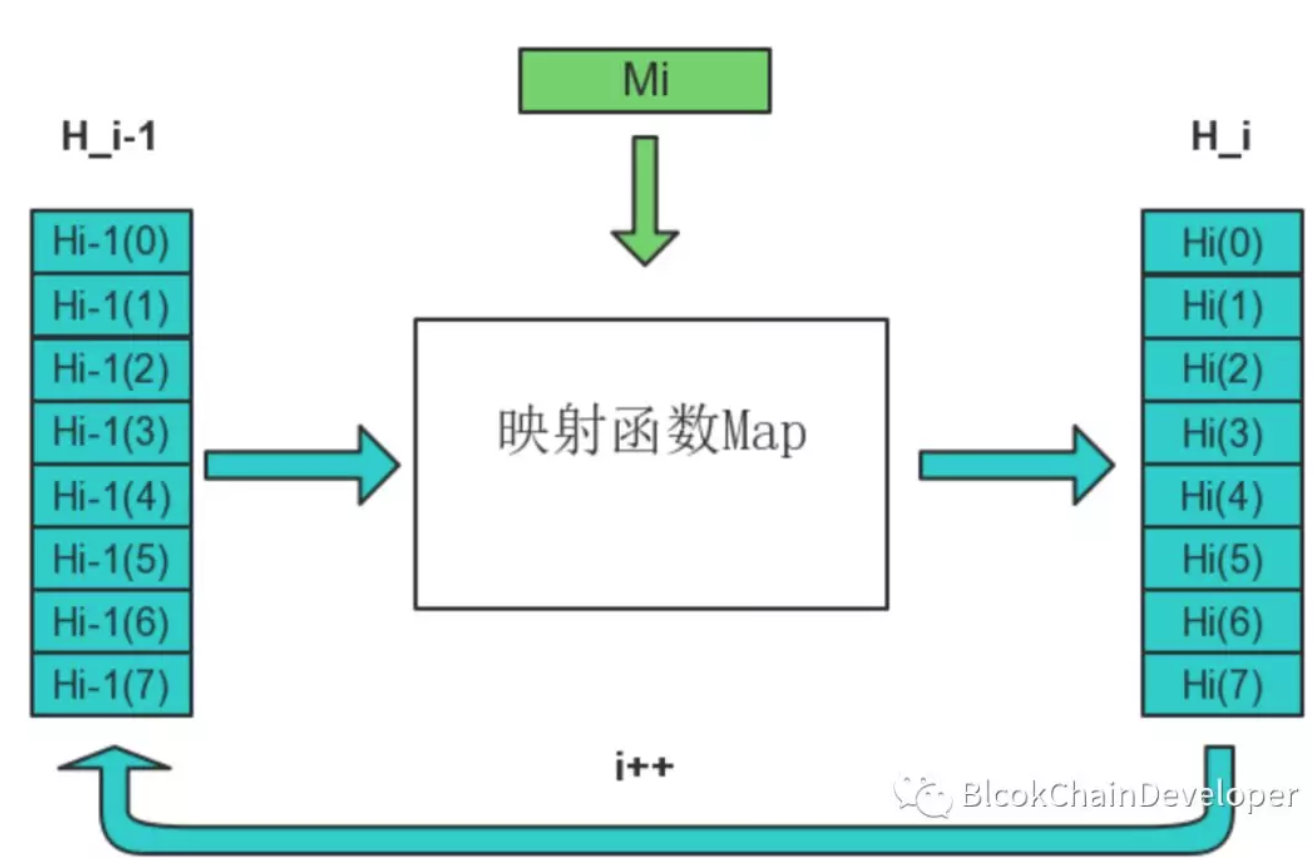 Mi
H_i-1
H_i
Hi-1(0)
Hi-1(1)
Hi-1(2)
Hi-1(3)
Hi-1(4)
Hi-1(5)
Hi-1(6)
Hi-1(7)
映射函数Map
Hi(0)
Hi(1)
Hi(2)
Hi(3)
Hi(4)
Hi(5)
Hi(6)
Hi(7)
i++
BlcokChainDeveloper